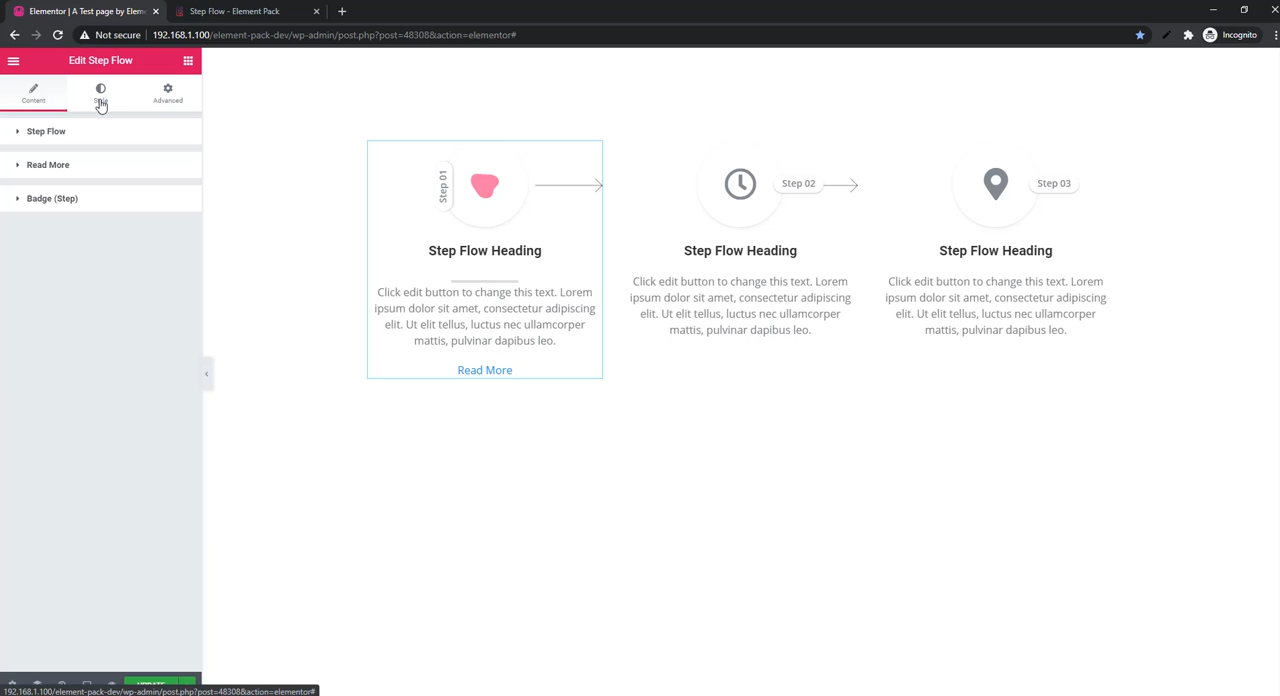 Elementor | A Test page by Elem
Step Flow - Element Pack
Not secure
192.168.1.100/element-pack-dev/wp-admin/post.php?post=48308&action=elementor#
Incognito
Edit Step Flow
Content
Style
Advanced
Step Flow
Read More
Badge (Step)
Step 01
Step 02
Step 03
Step Flow Heading
Click edit button to change this text. Lorem
ipsum dolor sit amet, consectetur adipiscing
elit. Ut elit tellus, luctus nec ullamcorper
mattis, pulvinar dapibus leo.
Read More
Step Flow Heading
Click edit button to change this text. Lorem
ipsum dolor sit amet, consectetur adipiscing
elit. Ut elit tellus, luctus nec ullamcorper
mattis, pulvinar dapibus leo.
Step Flow Heading
Click edit button to change this text. Lorem
ipsum dolor sit amet, consectetur adipiscing
elit. Ut elit tellus, luctus nec ullamcorper
mattis, pulvinar dapibus leo.
UPDATE
192.168.1.100/element-pack-dev/wp-admin/post.php?post=48308&action=elementor#